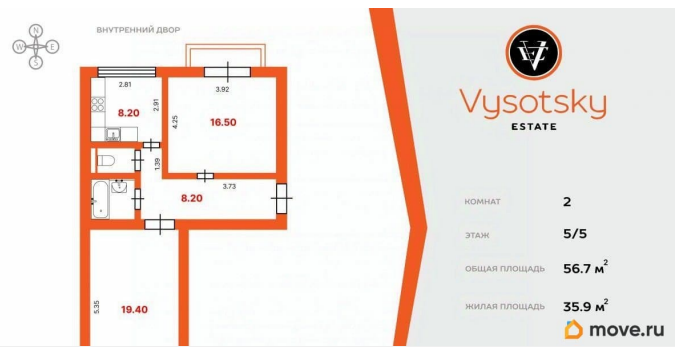 N
W
E
S
ВНУТРЕННИЙ ДВОР
2.81
3.92
8.20
2.91
4.25
16.50
1.39
3.73
8.20
5.35
19.40
VE
Vysotsky
ESTATE
КОМНАТ 2
ЭТАЖ 5/5
ОБЩАЯ ПЛОЩАДЬ 56.7 м²
ЖИЛАЯ ПЛОЩАДЬ 35.9 м²
move.ru